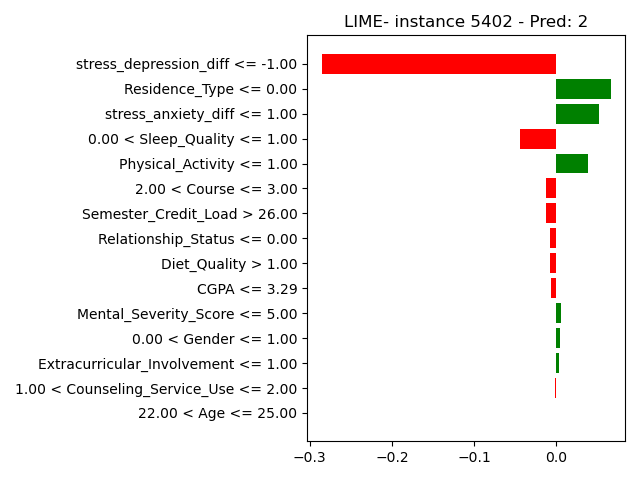 LIME- instance 5402 - Pred: 2
stress_depression_diff <= -1.00
Residence_Type <= 0.00
stress_anxiety_diff <= 1.00
0.00 < Sleep_Quality <= 1.00
Physical_Activity <= 1.00
2.00 < Course <= 3.00
Semester_Credit_Load > 26.00
Relationship_Status <= 0.00
Diet_Quality > 1.00
CGPA <= 3.29
Mental_Severity_Score <= 5.00
0.00 < Gender <= 1.00
Extracurricular_Involvement <= 1.00
1.00 < Counseling_Service_Use <= 2.00
22.00 < Age <= 25.00
−0.3 −0.2 −0.1 0.0